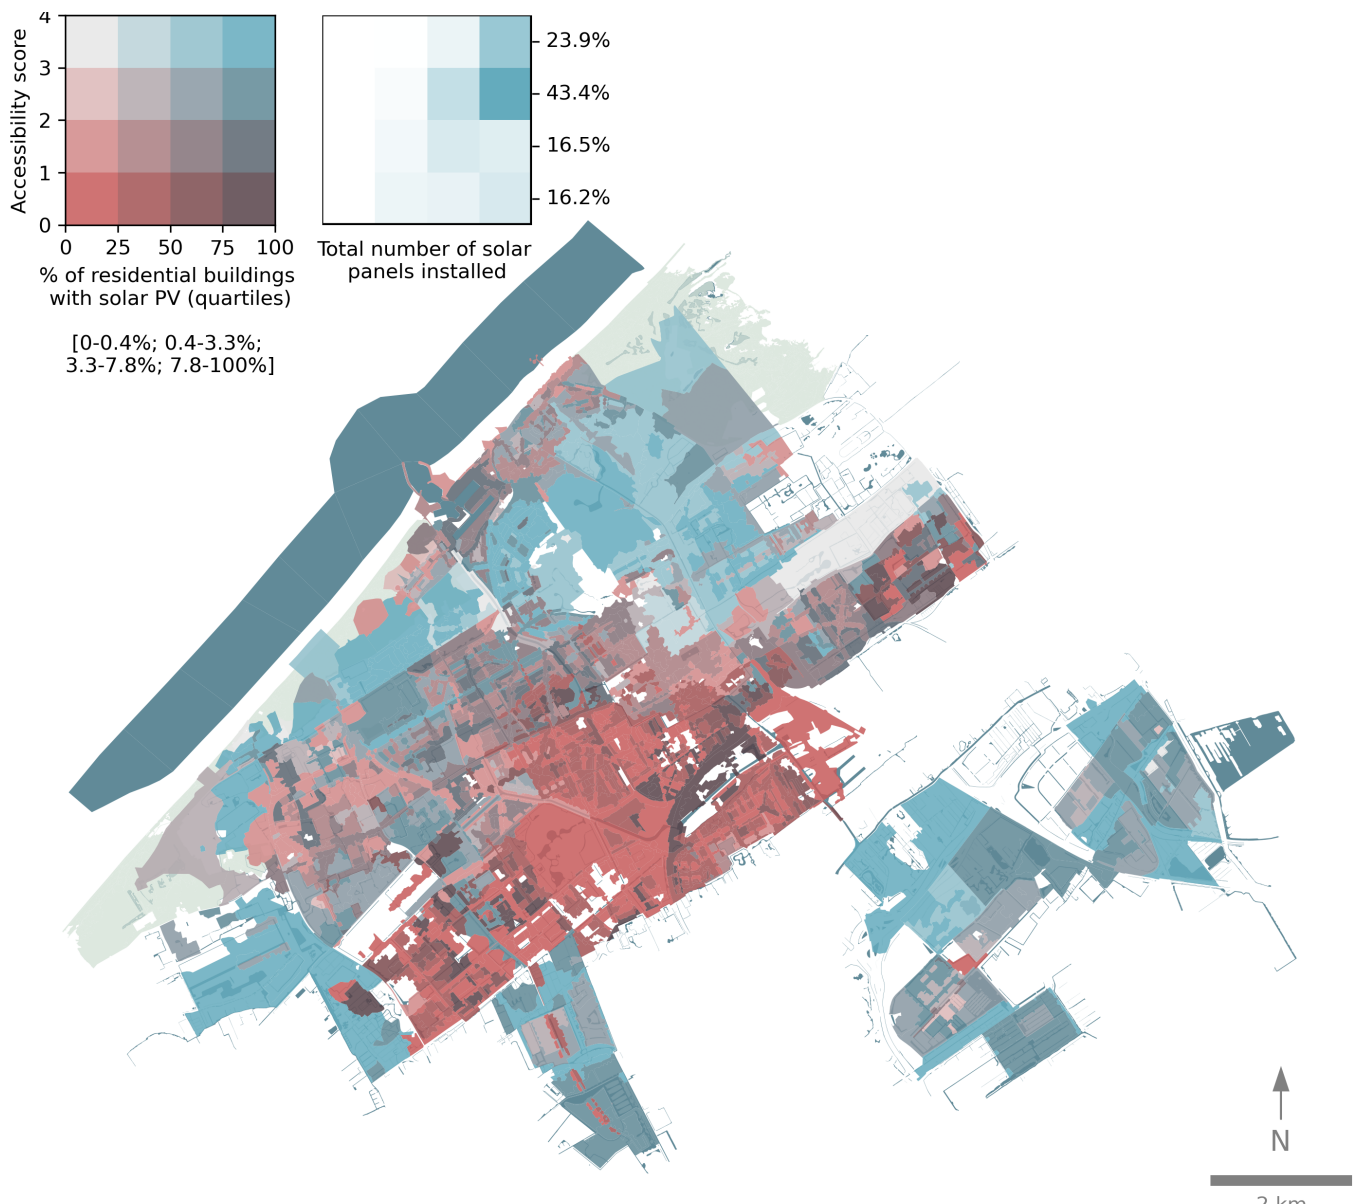 4
3
2
1
0
Accessibility score
0 25 50 75 100
% of residential buildings
with solar PV (quartiles)
[0-0.4%; 0.4-3.3%;
3.3-7.8%; 7.8-100%]
23.9%
43.4%
16.5%
16.2%
Total number of solar
panels installed
N
2 km